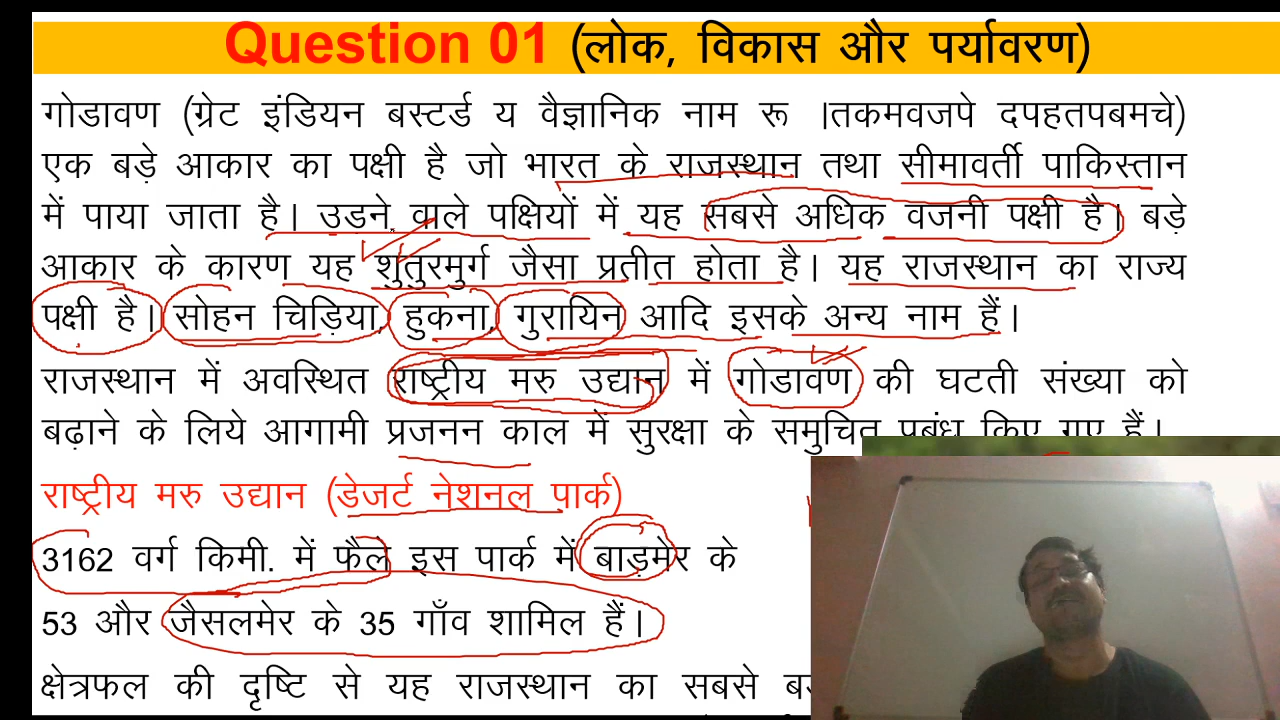 Question 01 (लोक, विकास और पर्यावरण)
गोडावण (ग्रेट इंडियन बस्टर्ड य वैज्ञानिक नाम रू ।तकमवजपे दपहतपबमचे)
एक बड़े आकार का पक्षी है जो भारत के राजस्थान तथा सीमावर्ती पाकिस्तान
में पाया जाता है। उडने वाले पक्षियों में यह सबसे अधिक वजनी पक्षी है। बड़े
आकार के कारण यह शुतुरमुर्ग जैसा प्रतीत होता है। यह राजस्थान का राज्य
पक्षी है। सोहन चिड़िया, हुकना, गुरायिन आदि इसके अन्य नाम हैं।
राजस्थान में अवस्थित राष्ट्रीय मरु उद्यान में गोडावण की घटती संख्या को
बढ़ाने के लिये आगामी प्रजनन काल में सुरक्षा के समुचित प्रबंध किए गए हैं।
राष्ट्रीय मरु उद्यान (डेजर्ट नेशनल पार्क)
3162 वर्ग किमी. में फैले इस पार्क में बाड़मेर के
53 और जैसलमेर के 35 गाँव शामिल हैं।
क्षेत्रफल की दृष्टि से यह राजस्थान का सबसे